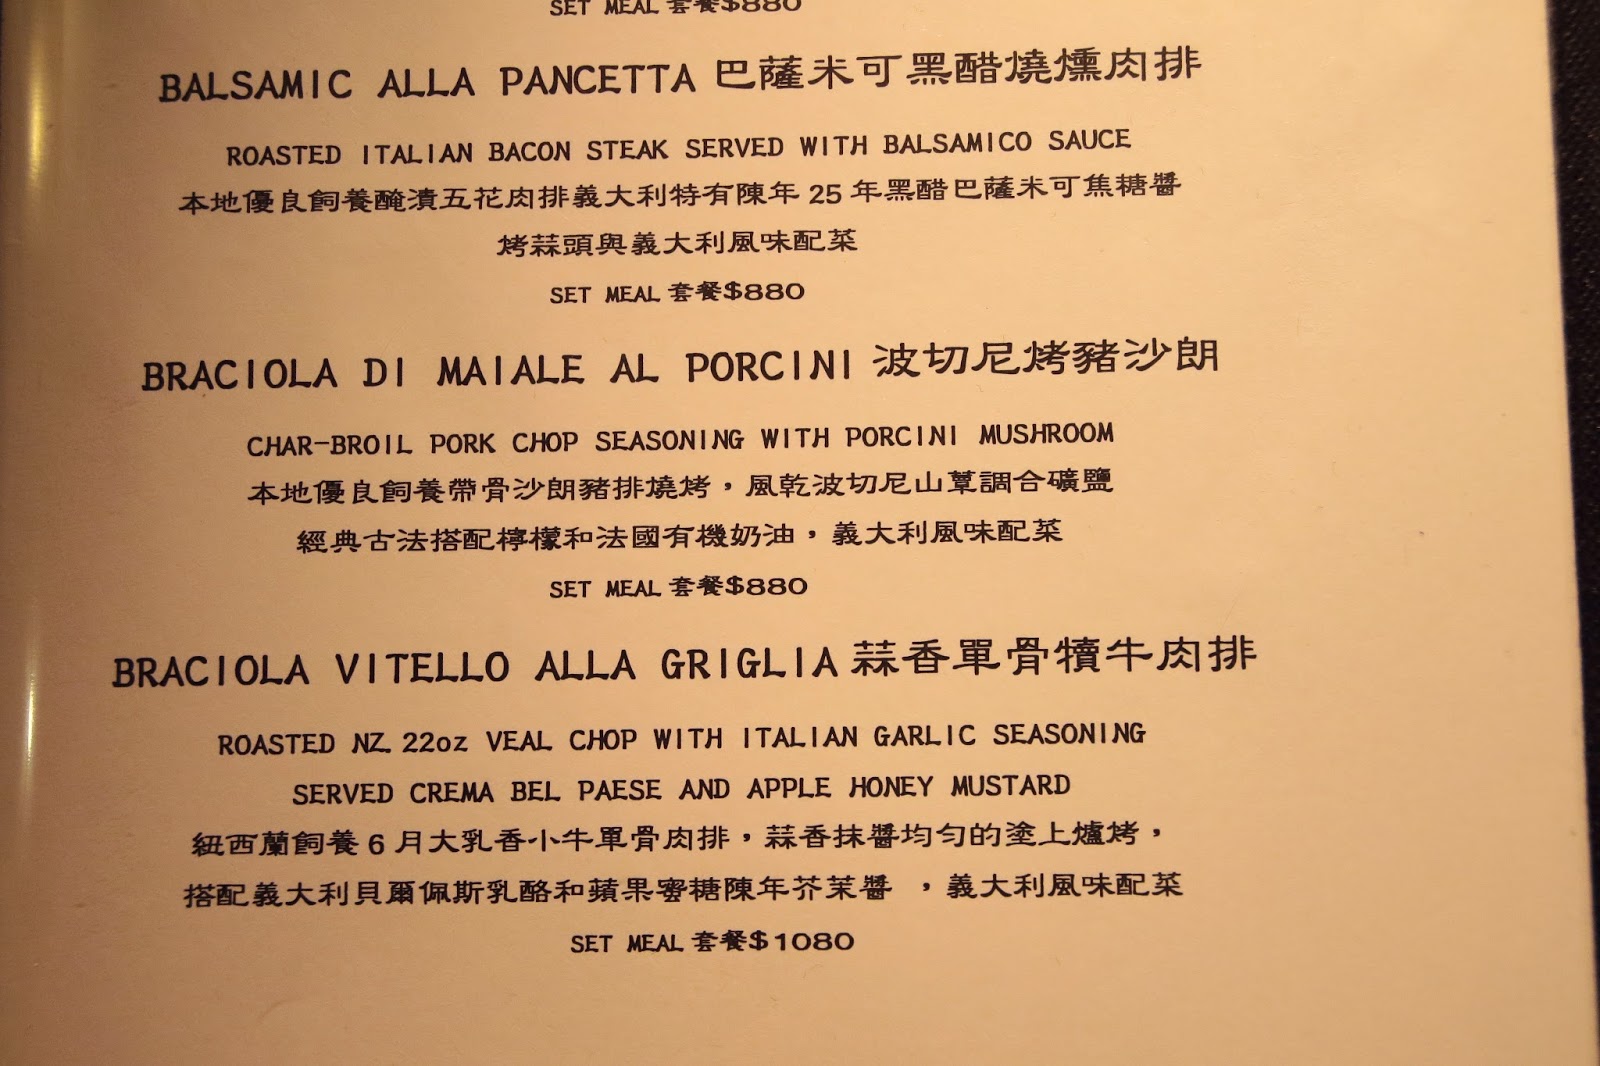 SET MEAL 套餐$880
BALSAMIC ALLA PANCETTA 巴薩米可黑醋燒燻肉排
ROASTED ITALIAN BACON STEAK SERVED WITH BALSAMICO SAUCE
本地優良飼養醃漬五花肉排義大利特有陳年 25 年黑醋巴薩米可焦糖醬
烤蒜頭與義大利風味配菜
SET MEAL 套餐$880
BRACIOLA DI MAIALE AL PORCINI 波切尼烤豬沙朗
CHAR-BROIL PORK CHOP SEASONING WITH PORCINI MUSHROOM
本地優良飼養帶骨沙朗豬排燒烤，風乾波切尼山蕈調合礦鹽
經典古法搭配檸檬和法國有機奶油，義大利風味配菜
SET MEAL 套餐$880
BRACIOLA VITELLO ALLA GRIGLIA 蒜香單骨犢牛肉排
ROASTED NZ 22oz VEAL CHOP WITH ITALIAN GARLIC SEASONING
SERVED CREMA BEL PAESE AND APPLE HONEY MUSTARD
紐西蘭飼養 6 月大乳香小牛單骨肉排，蒜香抹醬均勻的塗上爐烤，
搭配義大利貝爾佩斯乳酪和蘋果蜜糖陳年芥茉醬 ，義大利風味配菜
SET MEAL 套餐$1080